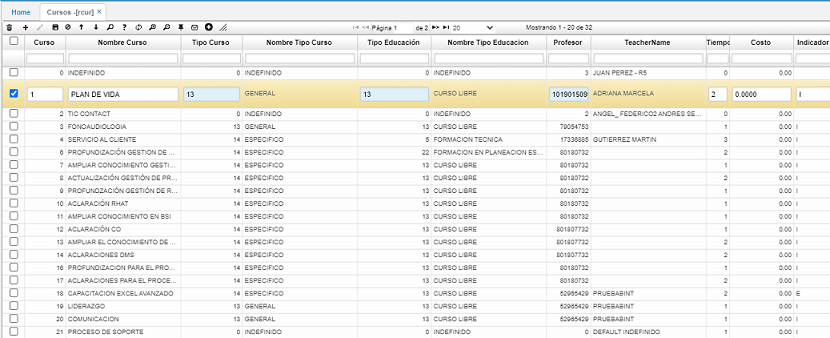 Home Cursos -[rcur] ×
Página 1 de 2 20 Mostrando 1 - 20 de 32
Curso Nombre Curso Tipo Curso Nombre Tipo Curso Tipo Educación Nombre Tipo Educacion Profesor TeacherName Tiempo Costo Indicador
0 INDEFINIDO 0 INDEFINIDO 0 INDEFINIDO 3 JUAN PEREZ - R5 0 0.00
1 PLAN DE VIDA 13 GENERAL 13 CURSO LIBRE 101901509 ADRIANA MARCELA 2 0.0000 I
2 TIC CONTACT 0 INDEFINIDO 0 INDEFINIDO 2 ANGEL_ FEDERICO2 ANDRES SE... 0 0.00
3 FONOAUDIOLOGIA 13 GENERAL 13 CURSO LIBRE 79054753 1 0.00 I
4 SERVICIO AL CLIENTE 14 ESPECIFICO 5 FORMACION TECNICA 17336885 GUTIERREZ MARTIN 3 0.00 I
6 PROFUNDIZACIÓN GESTION DE ... 14 ESPECIFICO 22 FORMACION EN PLANEACION ES... 80180732 2 0.00 I
7 AMPLIAR CONOCIMIENTO GESTI... 14 ESPECIFICO 13 CURSO LIBRE 80180732 1 0.00 I
8 ACTUALIZACIÓN GESTIÓN DE PR... 14 ESPECIFICO 13 CURSO LIBRE 80180732 2 0.00 I
9 PROFUNDZACIÓN GESTIÓN DE R... 14 ESPECIFICO 13 CURSO LIBRE 80180732 1 0.00 I
10 ACLARACIÓN RHAT 14 ESPECIFICO 13 CURSO LIBRE 80180732 1 0.00 I
11 AMPLIAR CONOCIMIENTO EN BSI 14 ESPECIFICO 13 CURSO LIBRE 80180732 1 0.00 I
12 ACLARACIÓN CO 14 ESPECIFICO 13 CURSO LIBRE 801807732 1 0.00 I
13 AMPLIAR EL CONOCIMIENTO DE ... 14 ESPECIFICO 13 CURSO LIBRE 801807732 2 0.00 I
14 ACLARACIONES DMS 14 ESPECIFICO 13 CURSO LIBRE 801807732 1 0.00 I
16 PROFUNDIZACION PARA EL PRO... 14 ESPECIFICO 13 CURSO LIBRE 80180732 1 0.00 I
17 ACLARACIONES PARA EL PROCE... 14 ESPECIFICO 13 CURSO LIBRE 80180732 1 0.00 I
18 CAPACITACION EXCEL AVANZADO 14 ESPECIFICO 13 CURSO LIBRE 52965429 PRUEBABINT 2 0.00 E
19 LIDERAZGO 13 GENERAL 13 CURSO LIBRE 52965429 PRUEBABINT 1 0.00 I
20 COMUNICACION 13 GENERAL 13 CURSO LIBRE 52965429 PRUEBABINT 1 0.00 I
21 PROCESO DE SOPORTE 0 INDEFINIDO 0 INDEFINIDO 0 DEFAULT INDEFINIDO 1 0.00